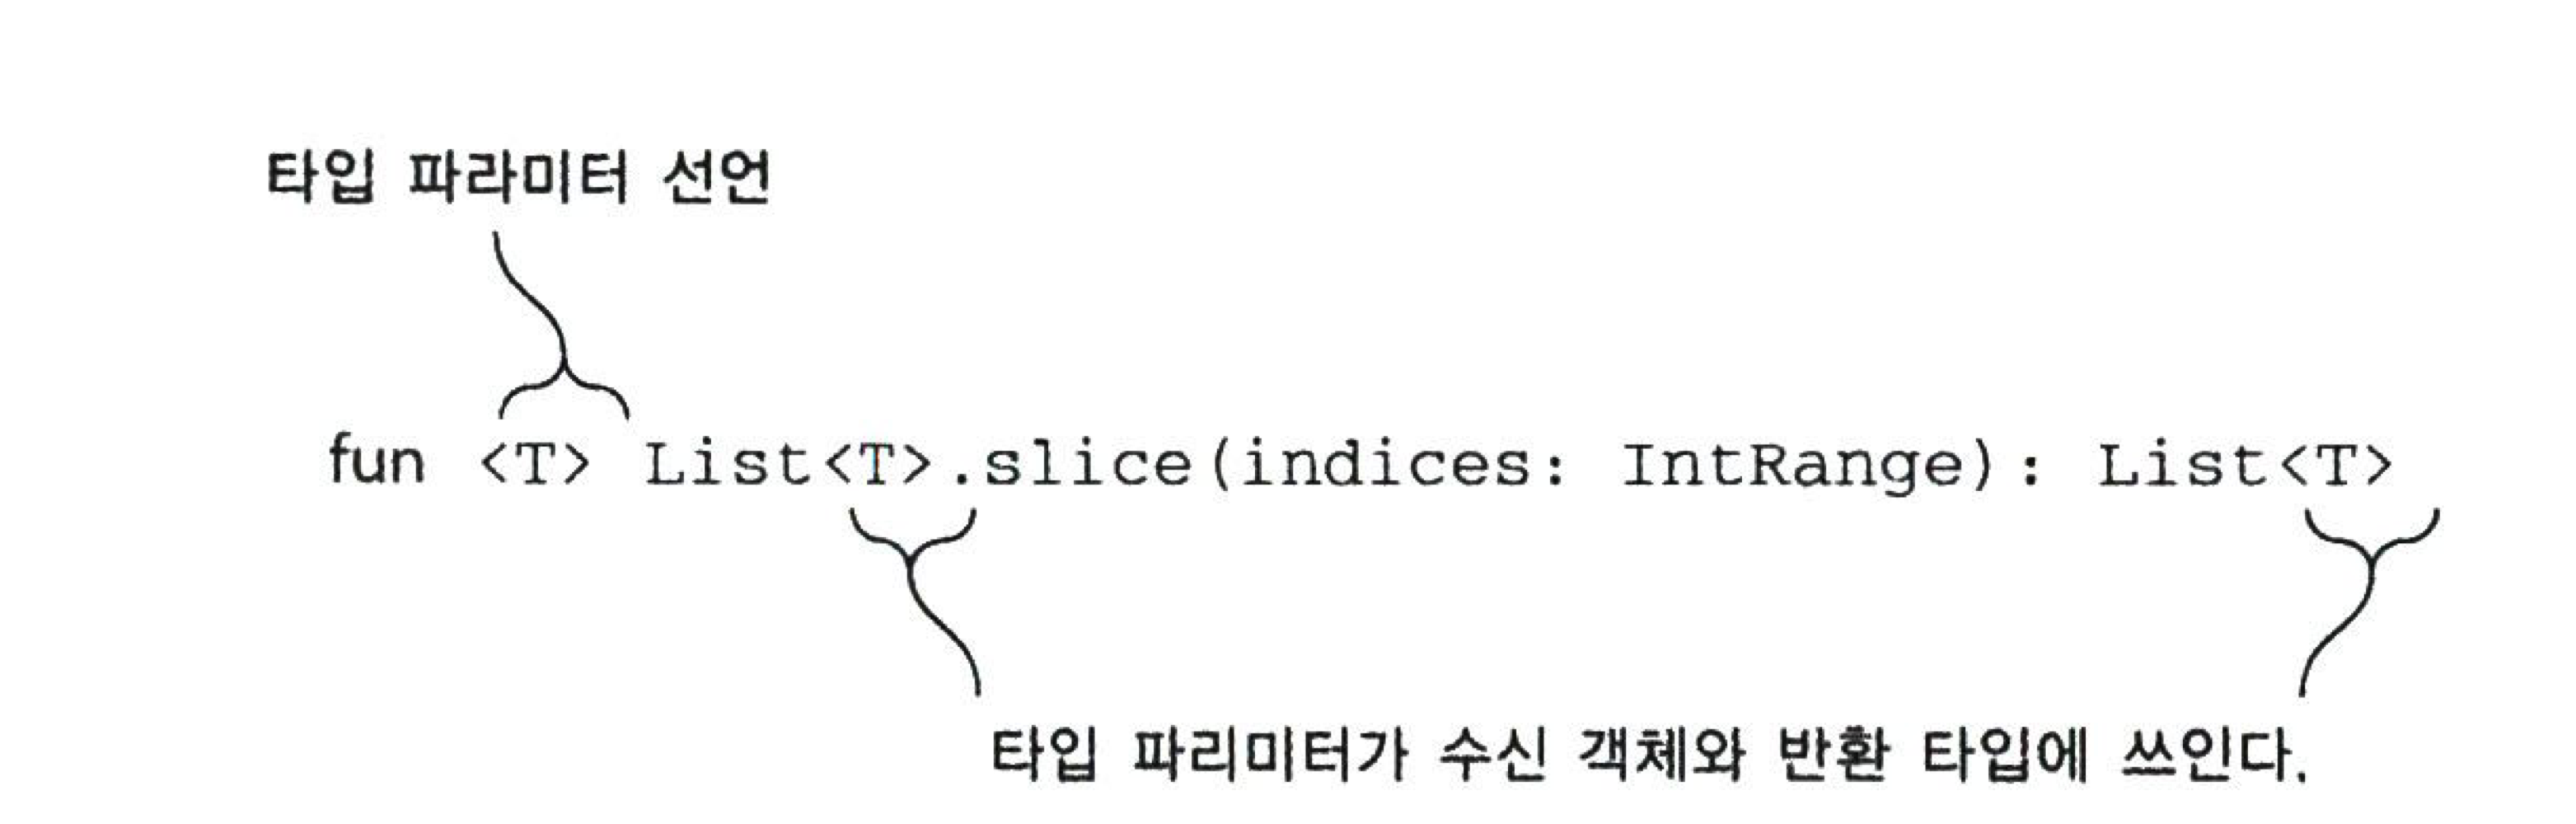 타입 파라미터 선언
fun <T> List<T>.slice(indices: IntRange): List<T>
타입 파리미터가 수신 객체와 반환 타입에 쓰인다.